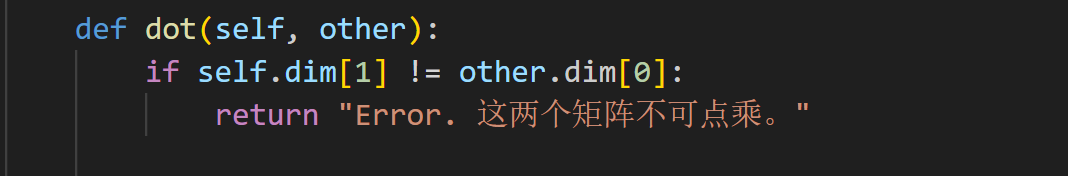 def dot(self, other):
if self.dim[1] != other.dim[0]:
return "Error. 这两个矩阵不可点乘。"